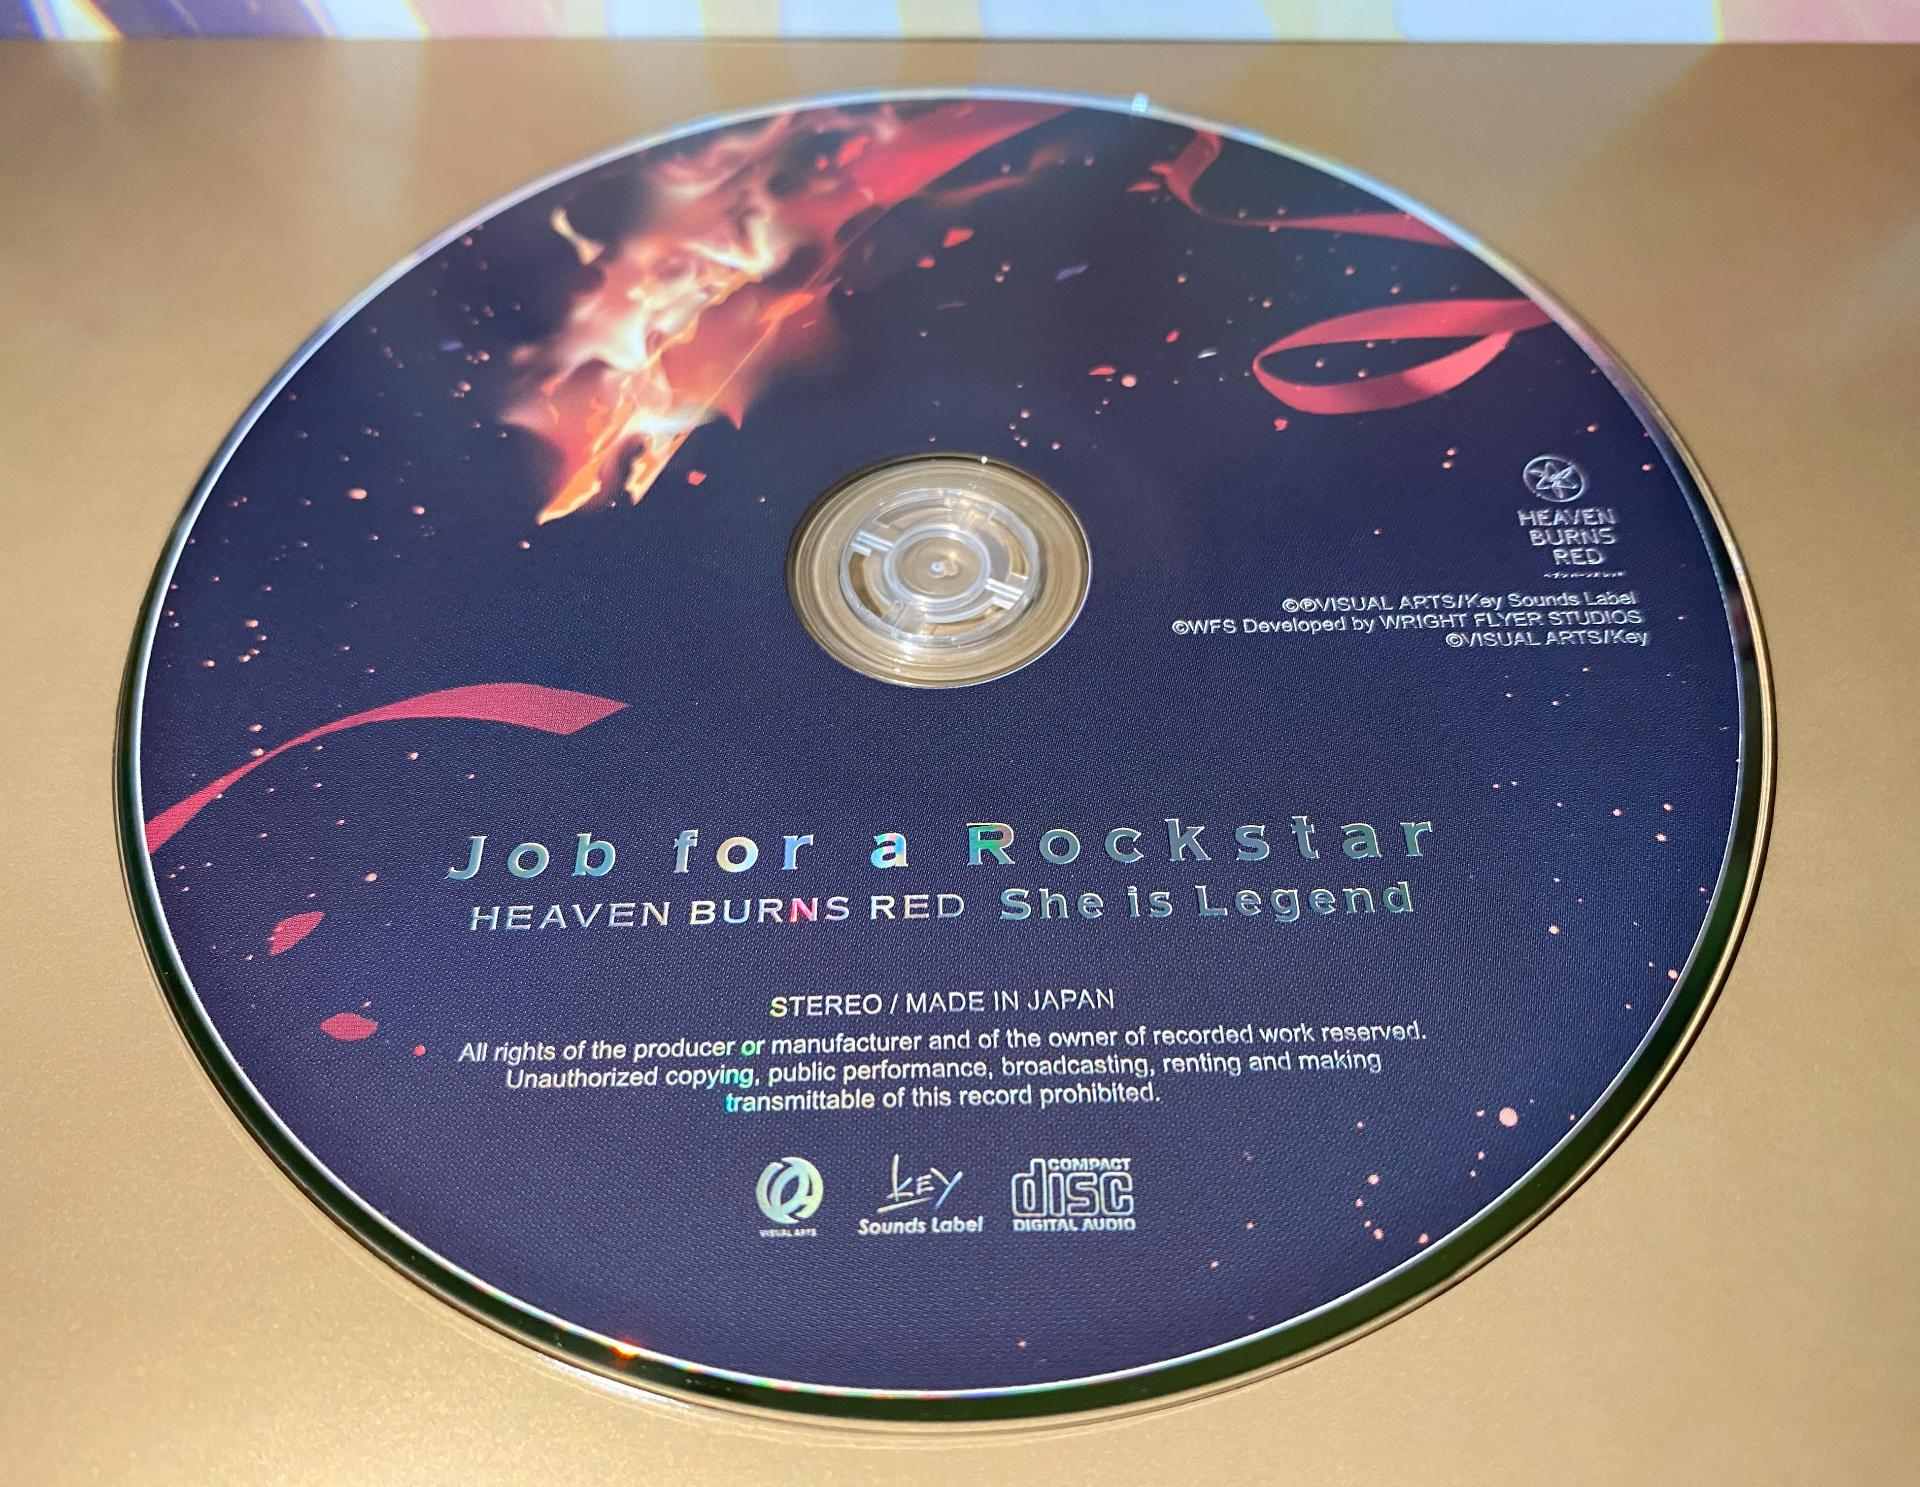 HEAVEN
BURNS
RED
©℗VISUAL ARTS/Key Sounds Label
©WFS Developed by WRIGHT FLYER STUDIOS
©VISUAL ARTS/Key
Job for a Rockstar
HEAVEN BURNS RED She is Legend
STEREO / MADE IN JAPAN
All rights of the producer or manufacturer and of the owner of recorded work reserved.
Unauthorized copying, public performance, broadcasting, renting and making
transmittable of this record prohibited.
VISUAL ARTS
KEY
Sounds Label
COMPACT
disc
DIGITAL AUDIO